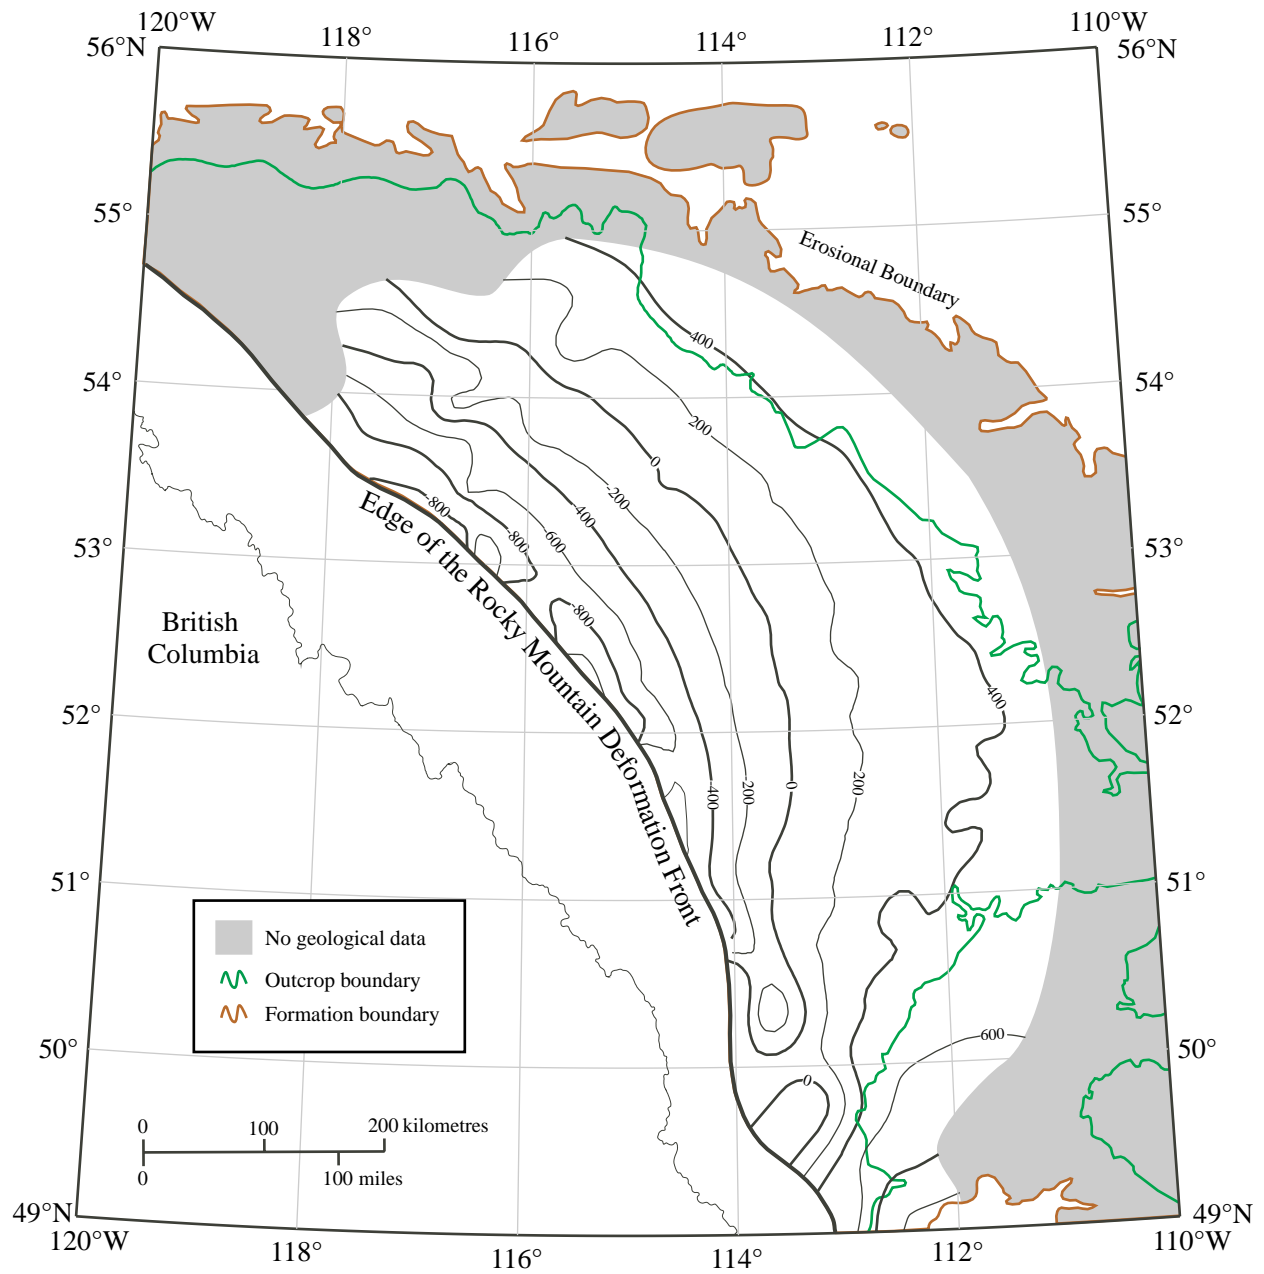 120°W
118°
116°
114°
112°
110°W
56°N
56°N
55°
55°
Erosional Boundary
400
54°
54°
200
0
-200
-400
-800
-800
-600
Edge of the Rocky Mountain Deformation Front
53°
53°
-800
British
Columbia
400
52°
52°
-400
-200
0
200
51°
51°
No geological data
Outcrop boundary
Formation boundary
600
50°
50°
0
0
100
200 kilometres
0
100 miles
49°N
49°N
120°W
118°
116°
114°
112°
110°W